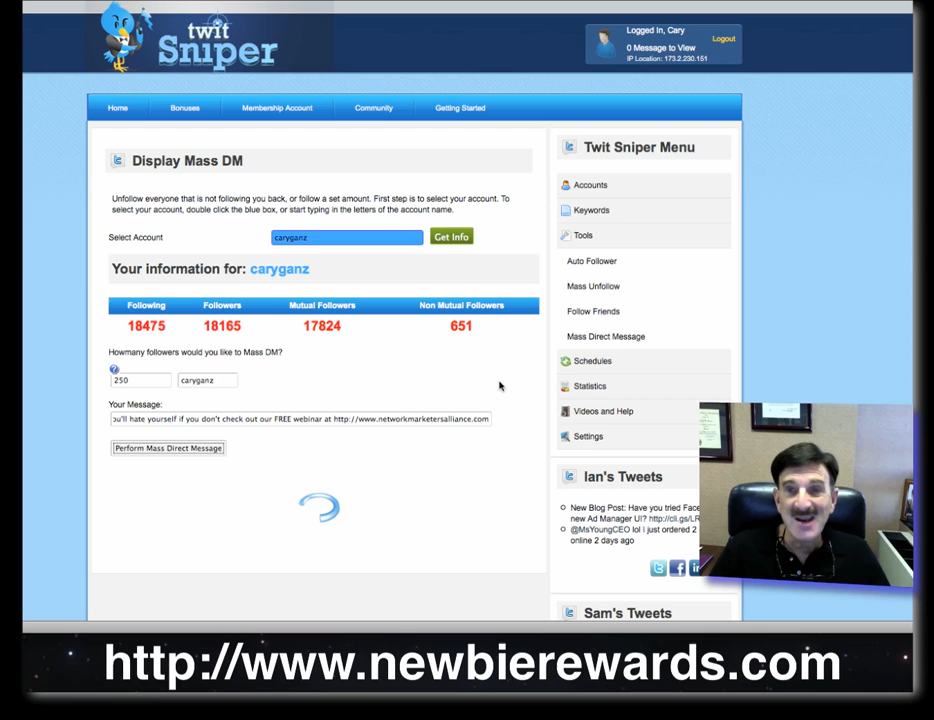 twit
Sniper
Logged In, Cary
Logout
0 Message to View
IP Location: 173.2.230.151
Home
Bonuses
Membership Account
Community
Getting Started
Display Mass DM
Unfollow everyone that is not following you back, or follow a set amount. First step is to select your account. To
select your account, double click the blue box, or start typing in the letters of the account name.
Select Account
caryganz
Get Info
Your information for: caryganz
Following
Followers
Mutual Followers
Non Mutual Followers
18475
18165
17824
651
Howmany followers would you like to Mass DM?
?
250
caryganz
Your Message:
ou'll hate yourself if you don't check out our FREE webinar at http://www.networkmarketersalliance.com
Perform Mass Direct Message
Twit Sniper Menu
Accounts
Keywords
Tools
Auto Follower
Mass Unfollow
Follow Friends
Mass Direct Message
Schedules
Statistics
Videos and Help
Settings
Ian's Tweets
New Blog Post: Have you tried Face
new Ad Manager UI? http://cli.gs/LR
@MsYoungCEO lol I just ordered 2
online 2 days ago
Sam's Tweets
http://www.newbierewards.com